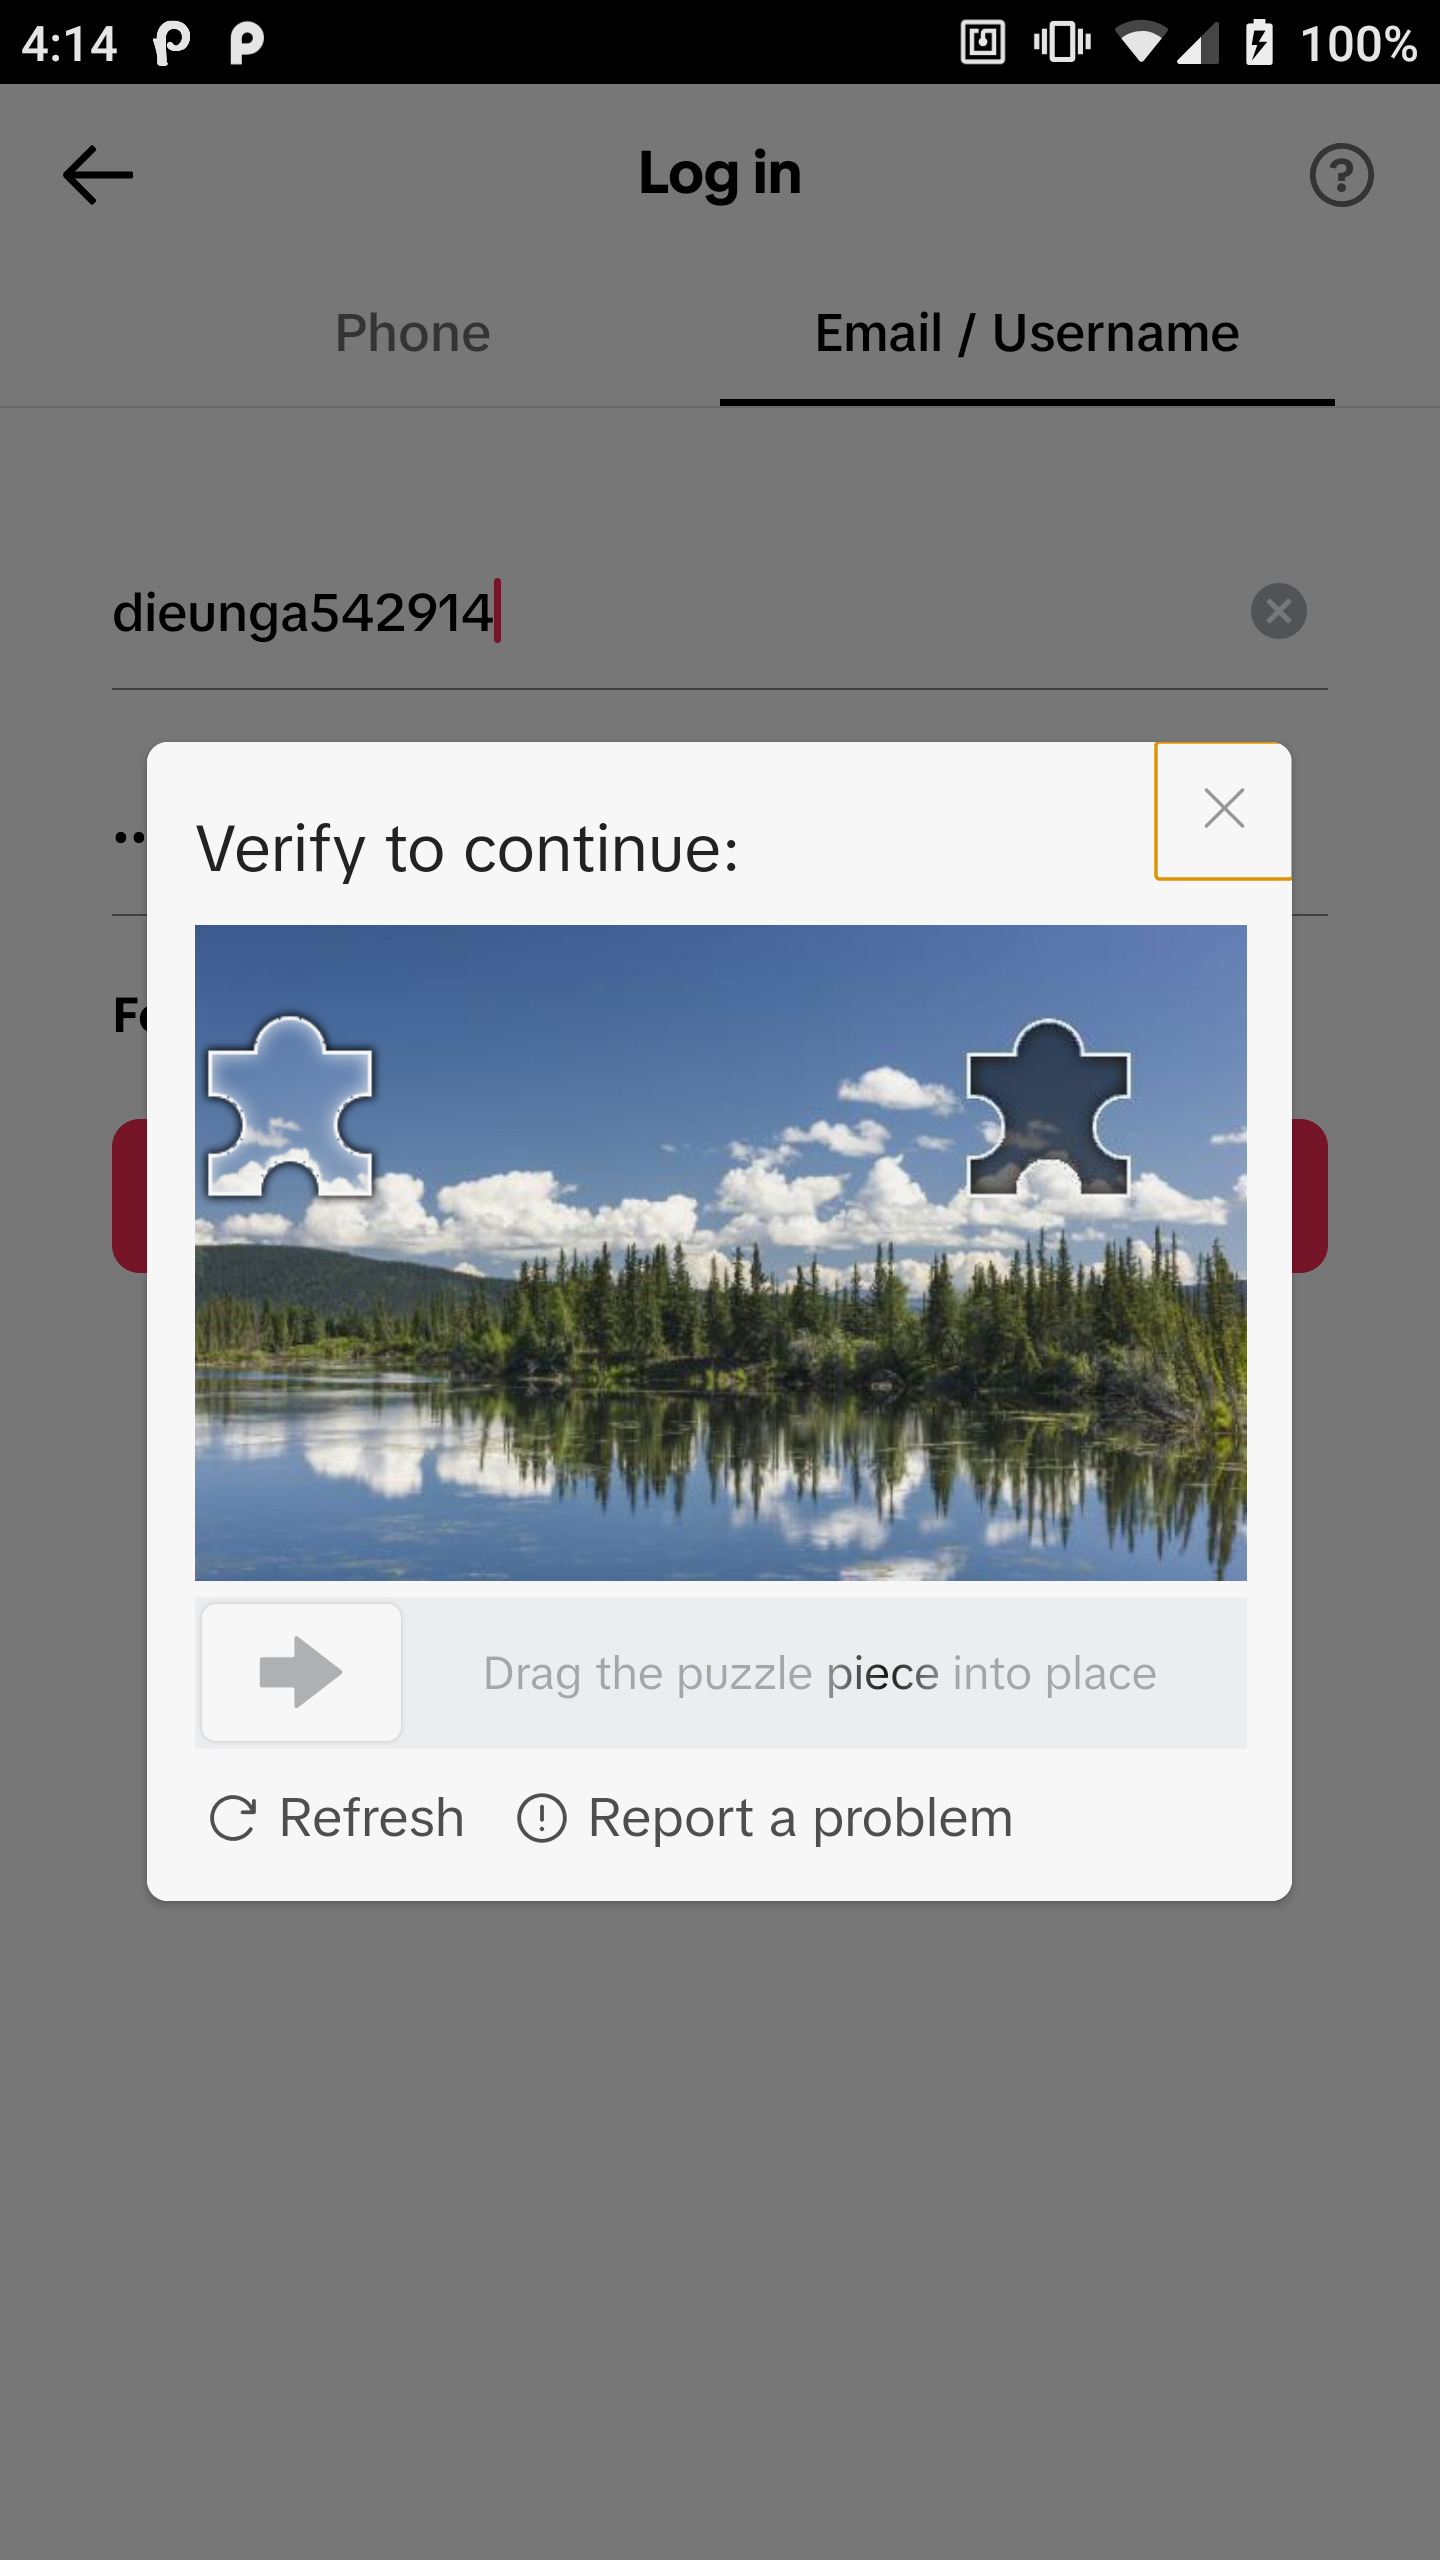 4:14 100%
Log in
Phone Email / Username
dieunga542914
Verify to continue:
Drag the puzzle piece into place
Refresh Report a problem